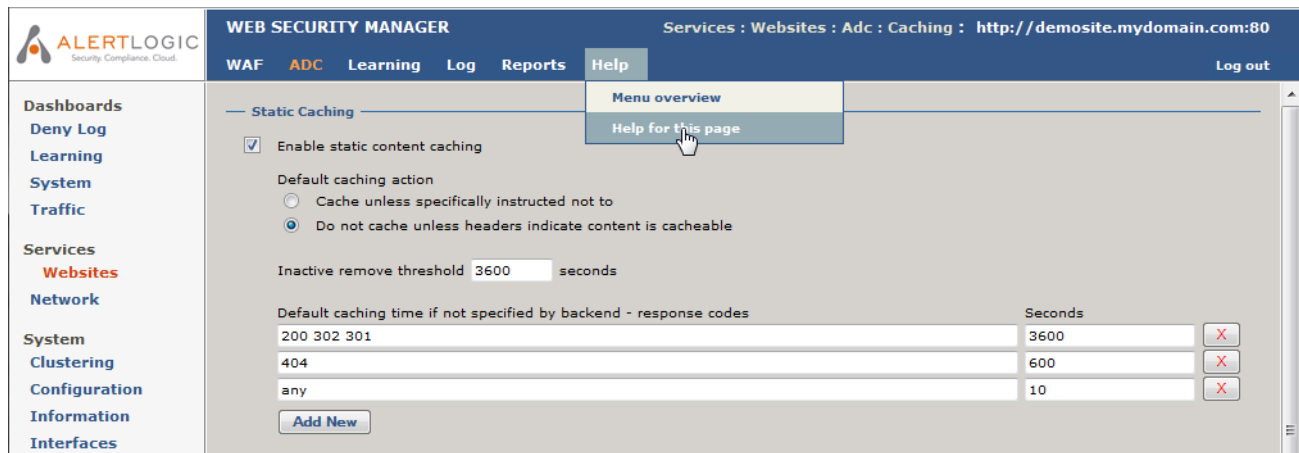 ALERTLOGIC
Security. Compliance. Cloud.
WEB SECURITY MANAGER
Services : Websites : Adc : Caching : http://demosite.mydomain.com:80
WAF ADC Learning Log Reports Help Log out
Menu overview
Help for this page
Dashboards
Deny Log
Learning
System
Traffic
Services
Websites
Network
System
Clustering
Configuration
Information
Interfaces
Static Caching
Enable static content caching
Default caching action
Cache unless specifically instructed not to
Do not cache unless headers indicate content is cacheable
Inactive remove threshold 3600 seconds
Default caching time if not specified by backend - response codes Seconds
200 302 301 3600 X
404 600 X
any 10 X
Add New